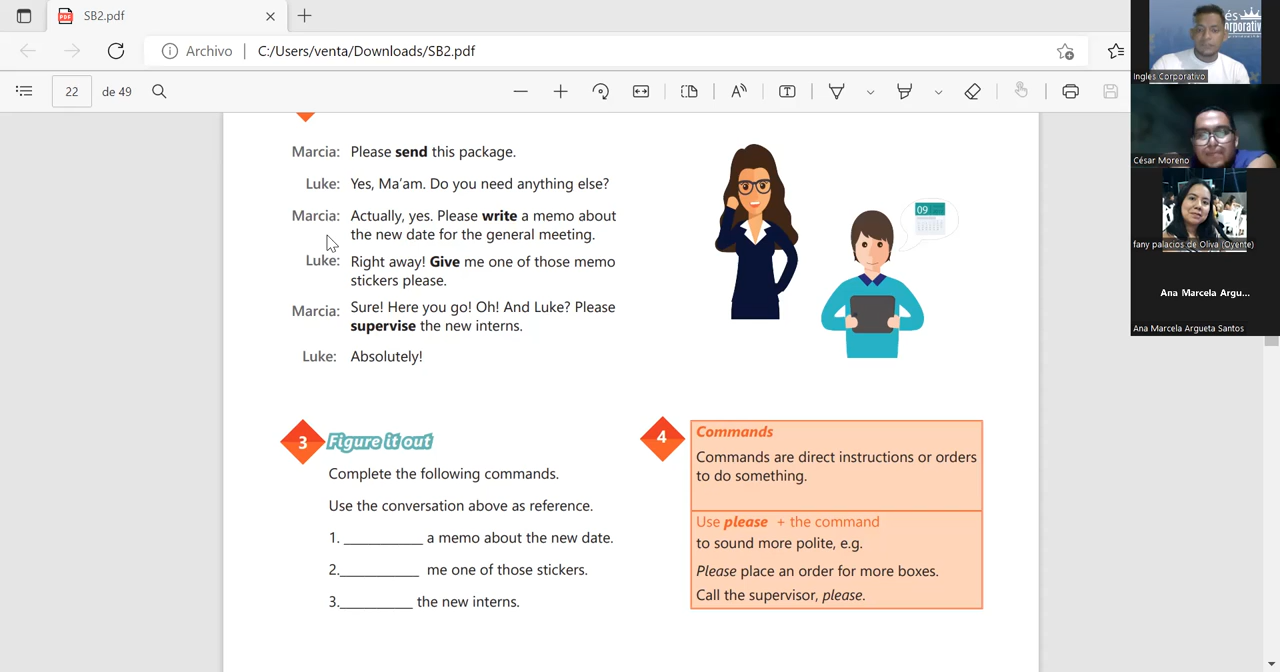 SB2.pdf
Archivo
C:/Users/venta/Downloads/SB2.pdf
22
de 49
Marcia: Please send this package.
Luke: Yes, Ma'am. Do you need anything else?
Marcia: Actually, yes. Please write a memo about
the new date for the general meeting.
Luke: Right away! Give me one of those memo
stickers please.
Marcia: Sure! Here you go! Oh! And Luke? Please
supervise the new interns.
Luke: Absolutely!
09
3 Figure it out
Complete the following commands.
Use the conversation above as reference.
1. __________ a memo about the new date.
2.__________ me one of those stickers.
3.__________ the new interns.
4
Commands
Commands are direct instructions or orders
to do something.
Use please + the command
to sound more polite, e.g.
Please place an order for more boxes.
Call the supervisor, please.
Ingles Corporativo
César Moreno
fany palacios de Oliva (Oyente)
Ana Marcela Argu...
Ana Marcela Argueta Santos